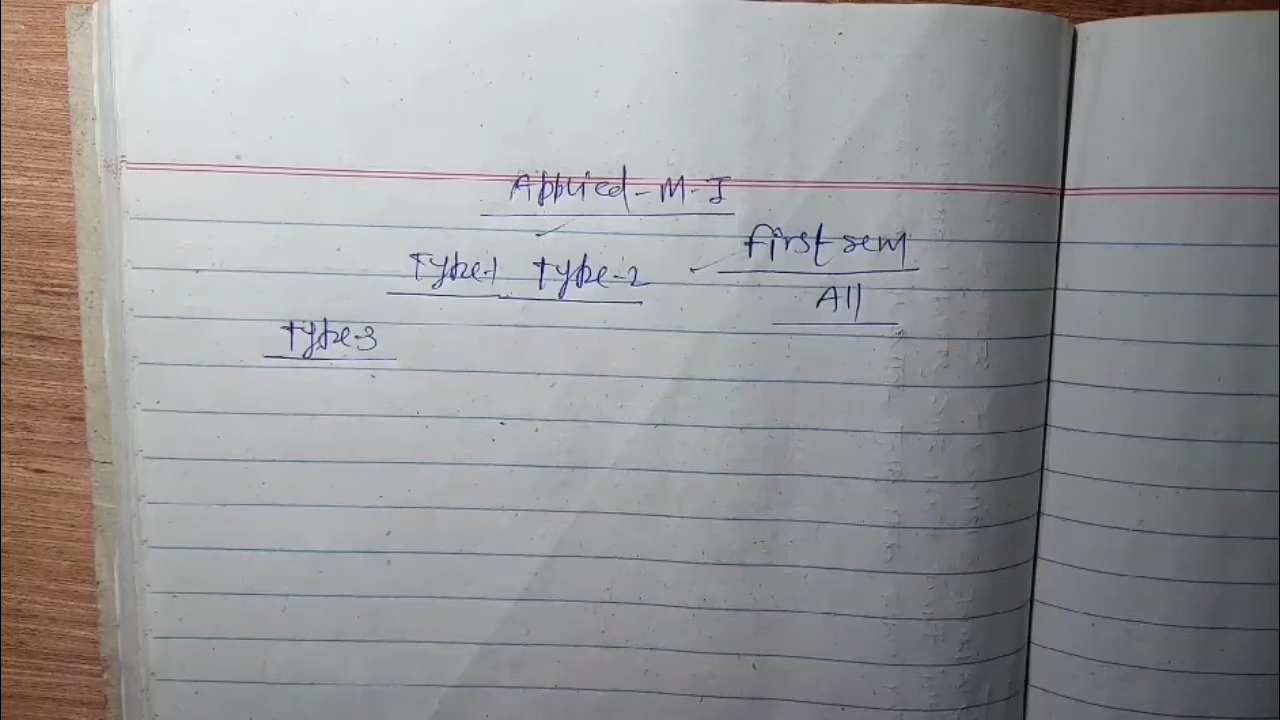 Applied-M-I
first sem
Type-1 Type-2
All
Type-3